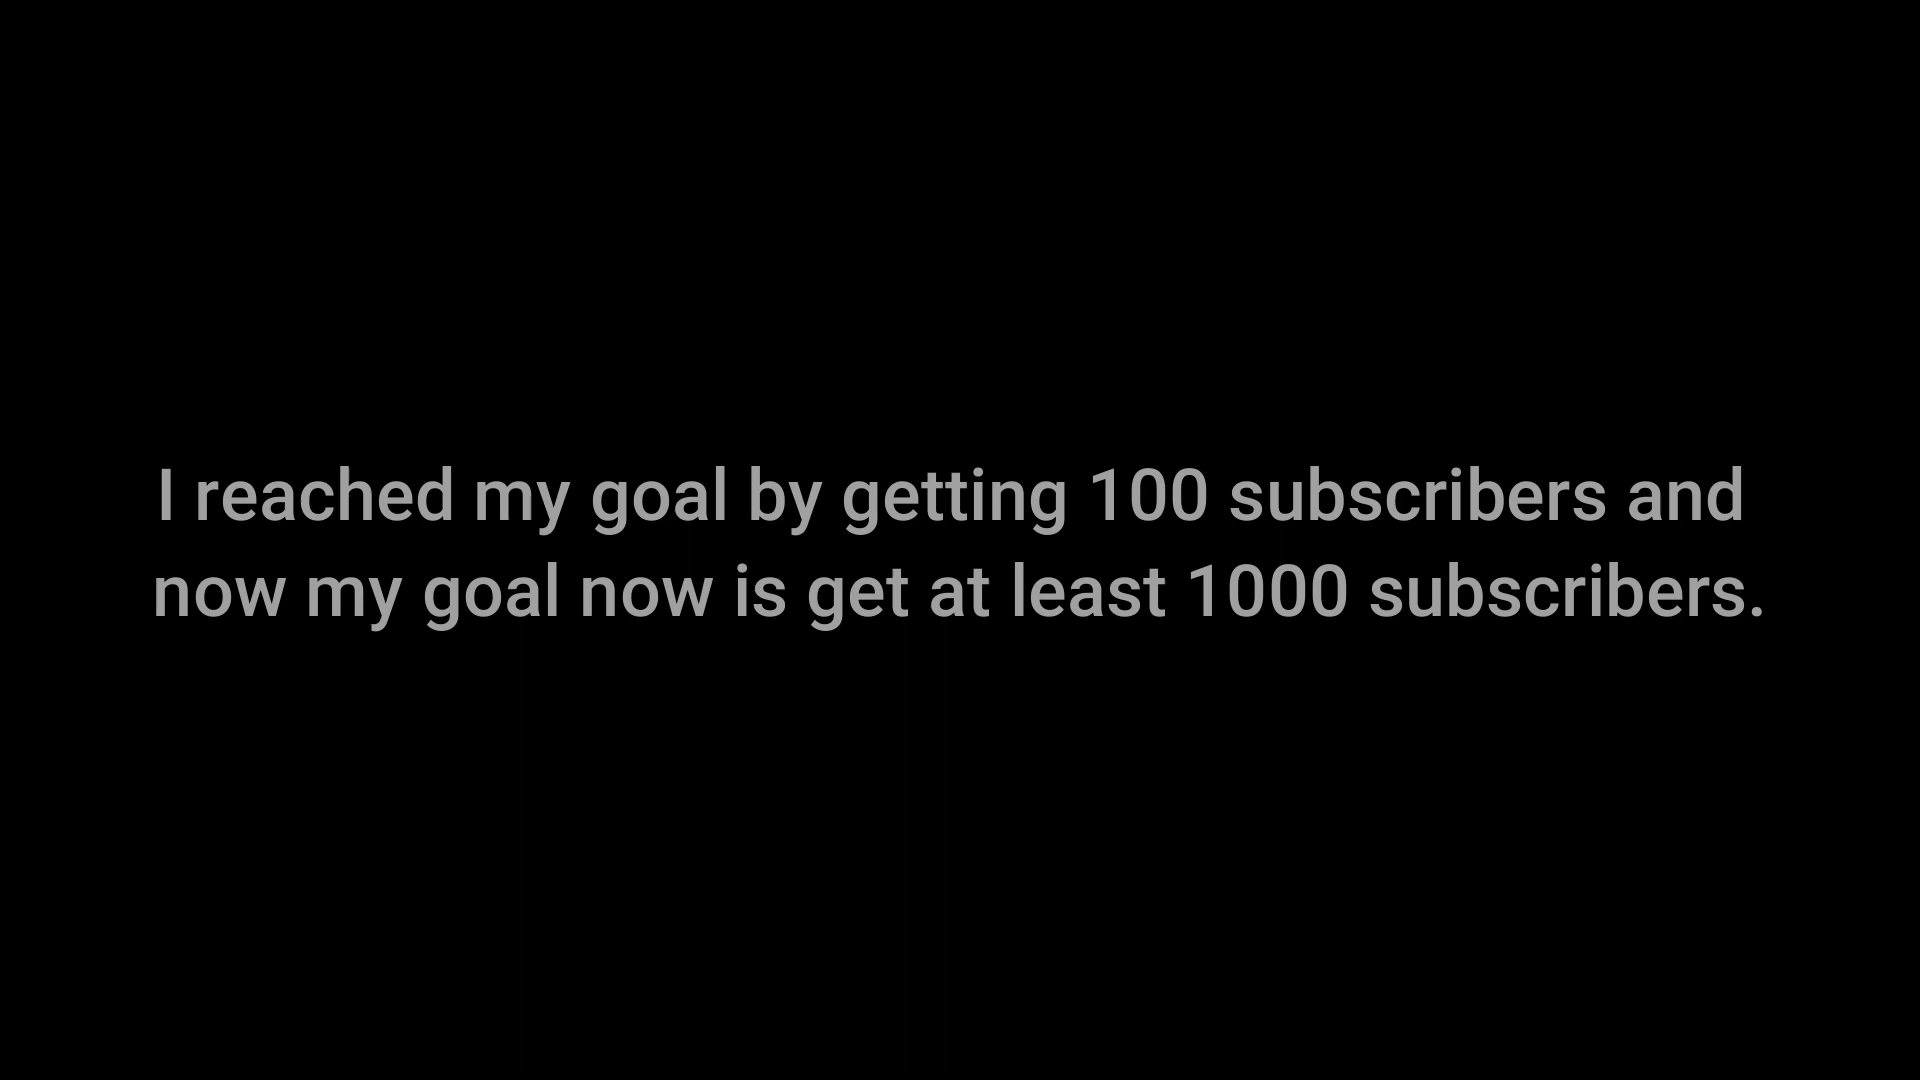 I reached my goal by getting 100 subscribers and
now my goal now is get at least 1000 subscribers.